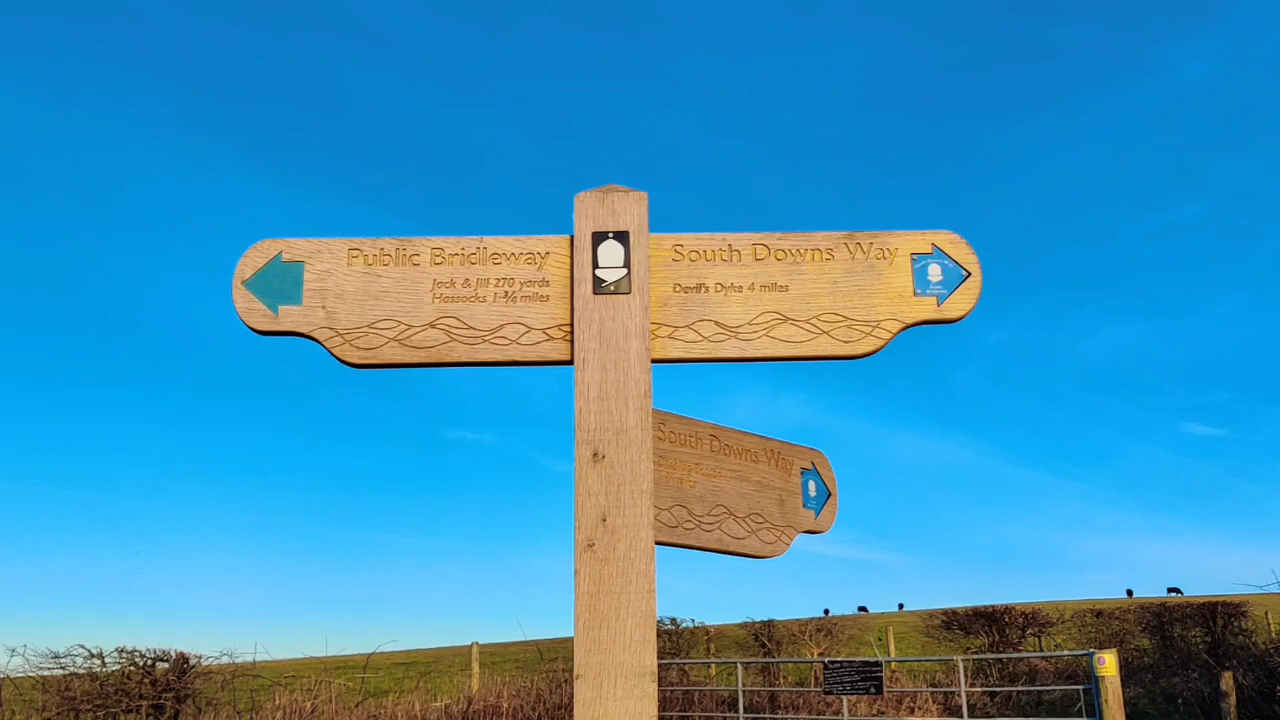 Public Bridleway
Jack & Jill 270 yards
Hassocks 1 3/4 miles
South Downs Way
Devil's Dyke 4 miles
South Downs Way